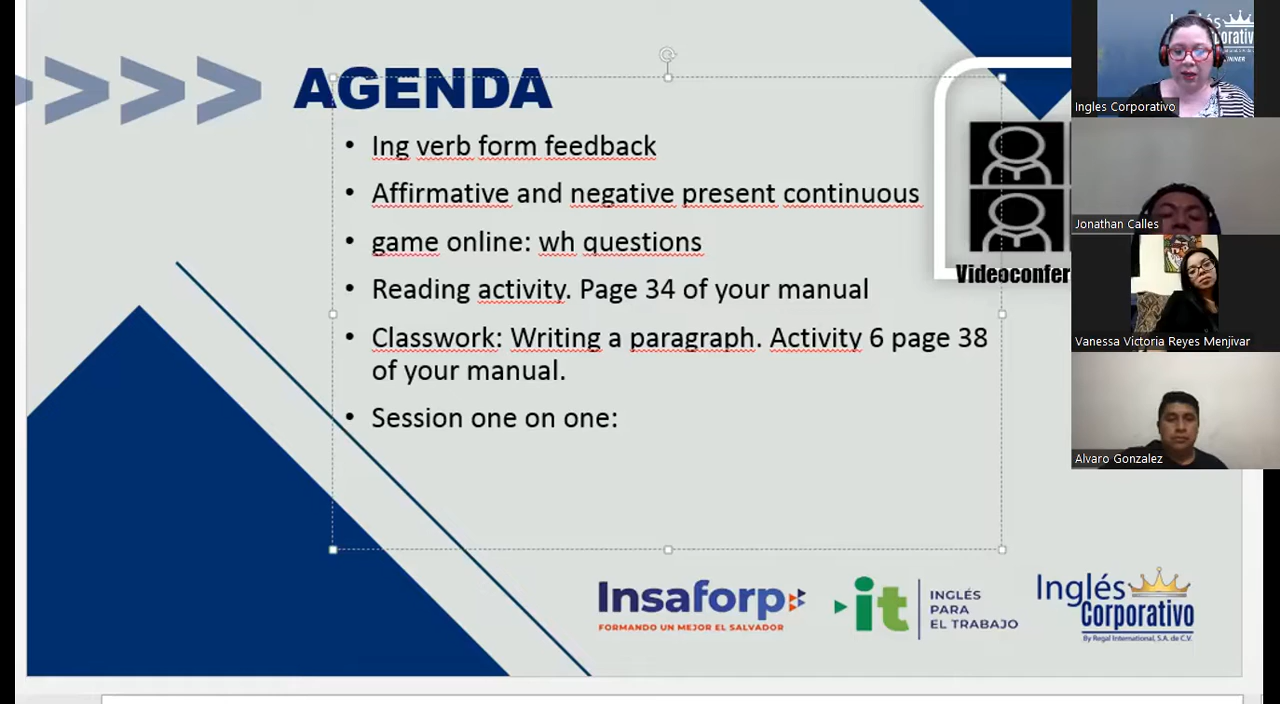 AGENDA
• Ing verb form feedback
• Affirmative and negative present continuous
• game online: wh questions
• Reading activity. Page 34 of your manual
• Classwork: Writing a paragraph. Activity 6 page 38
of your manual.
• Session one on one:
Videoconfer
Ingles Corporativo
Jonathan Calles
Vanessa Victoria Reyes Menjivar
Alvaro Gonzalez
Insaforp
FORMANDO UN MEJOR EL SALVADOR
it
INGLÉS
PARA
EL TRABAJO
Inglés
Corporativo
By Regal International, S.A. de C.V.